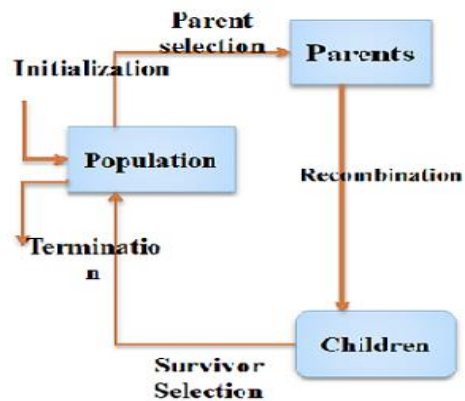 Parent
selection
Parents
Initialization
Population
Recombination
Terminatio
n
Children
Survivor
Selection